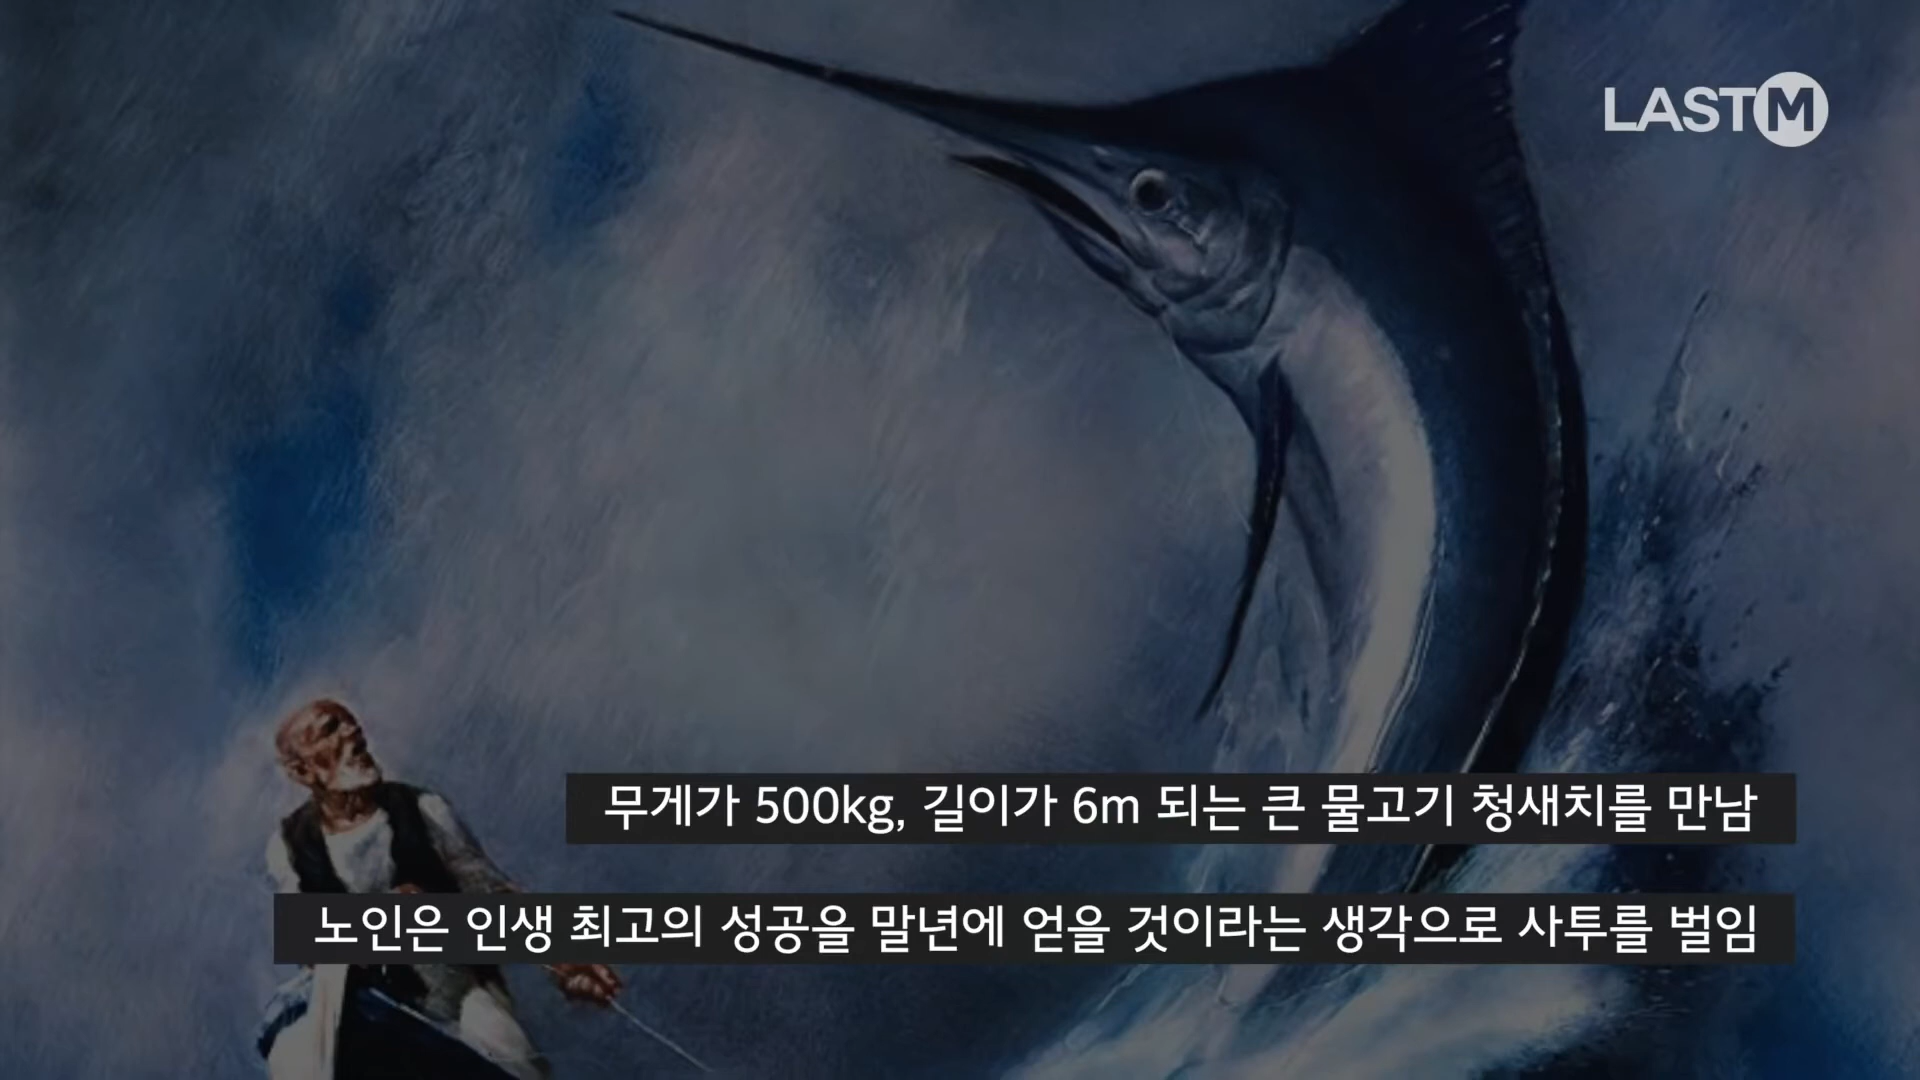 LASTM
무게가 500kg, 길이가 6m 되는 큰 물고기 청새치를 만남
노인은 인생 최고의 성공을 말년에 얻을 것이라는 생각으로 사투를 벌임